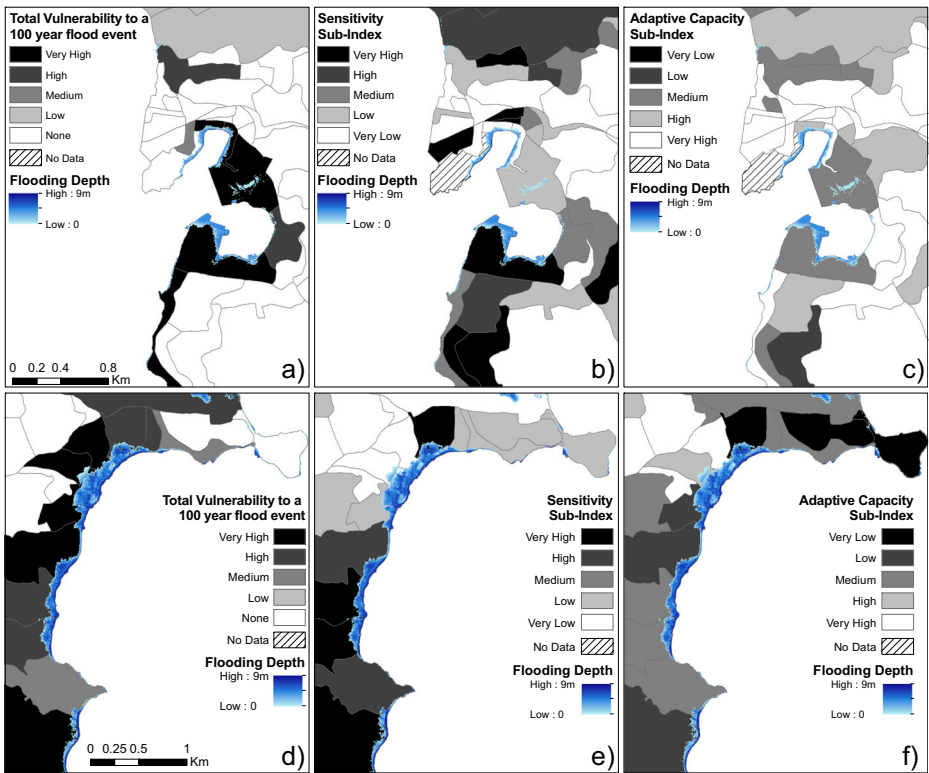 Total Vulnerability to a
100 year flood event
Very High
High
Medium
Low
None
No Data
Flooding Depth
High : 9m
Low : 0
0 0.2 0.4 0.8
Km
a)
Sensitivity
Sub-Index
Very High
High
Medium
Low
Very Low
No Data
Flooding Depth
High : 9m
Low : 0
b)
Adaptive Capacity
Sub-Index
Very Low
Low
Medium
High
Very High
No Data
Flooding Depth
High : 9m
Low : 0
c)
Total Vulnerability to a
100 year flood event
Very High
High
Medium
Low
None
No Data
Flooding Depth
High : 9m
Low : 0
0 0.25 0.5 1
Km
d)
Sensitivity
Sub-Index
Very High
High
Medium
Low
Very Low
No Data
Flooding Depth
High : 9m
Low : 0
e)
Adaptive Capacity
Sub-Index
Very Low
Low
Medium
High
Very High
No Data
Flooding Depth
High : 9m
Low : 0
f)